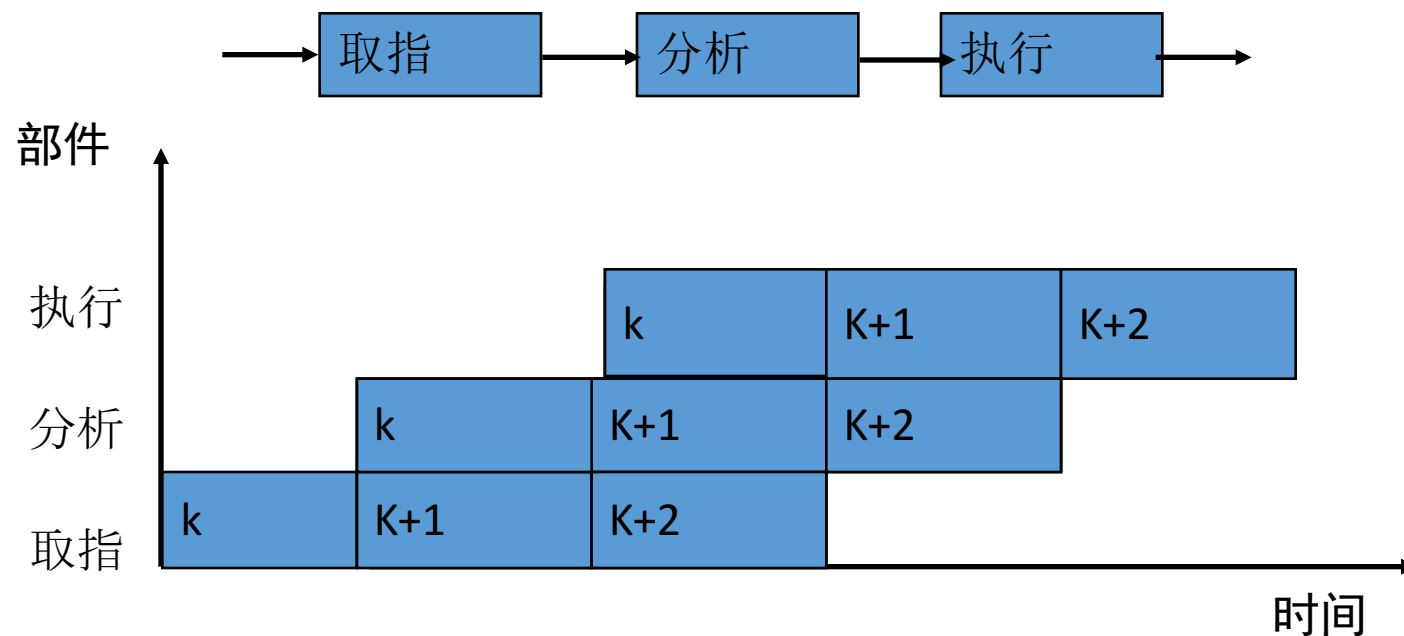 取指 分析 执行
部件
执行 k K+1 K+2
分析 k K+1 K+2
取指 k K+1 K+2
时间